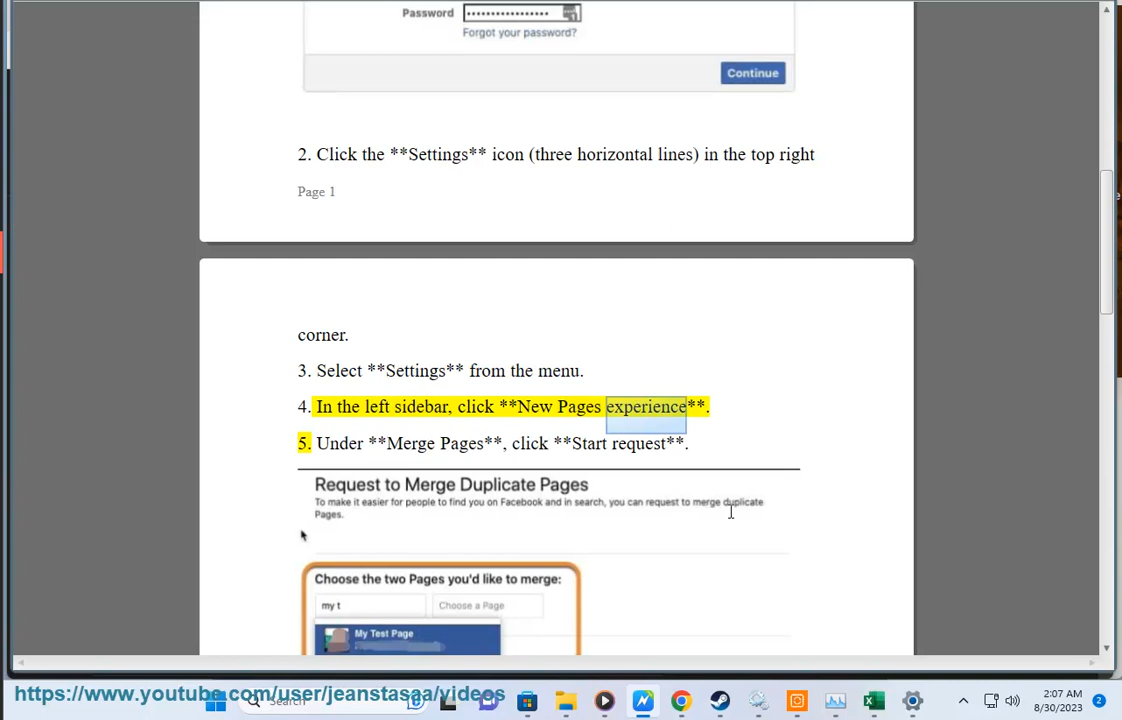 Password ••••••••••••••••
Forgot your password?
Continue
2. Click the **Settings** icon (three horizontal lines) in the top right
Page 1
corner.
3. Select **Settings** from the menu.
4. In the left sidebar, click **New Pages experience**.
5. Under **Merge Pages**, click **Start request**.
Request to Merge Duplicate Pages
To make it easier for people to find you on Facebook and in search, you can request to merge duplicate
Pages.
Choose the two Pages you'd like to merge:
my t Choose a Page
My Test Page
https://www.youtube.com/user/jeanstasaa/videos
Search
2:07 AM
8/30/2023
2